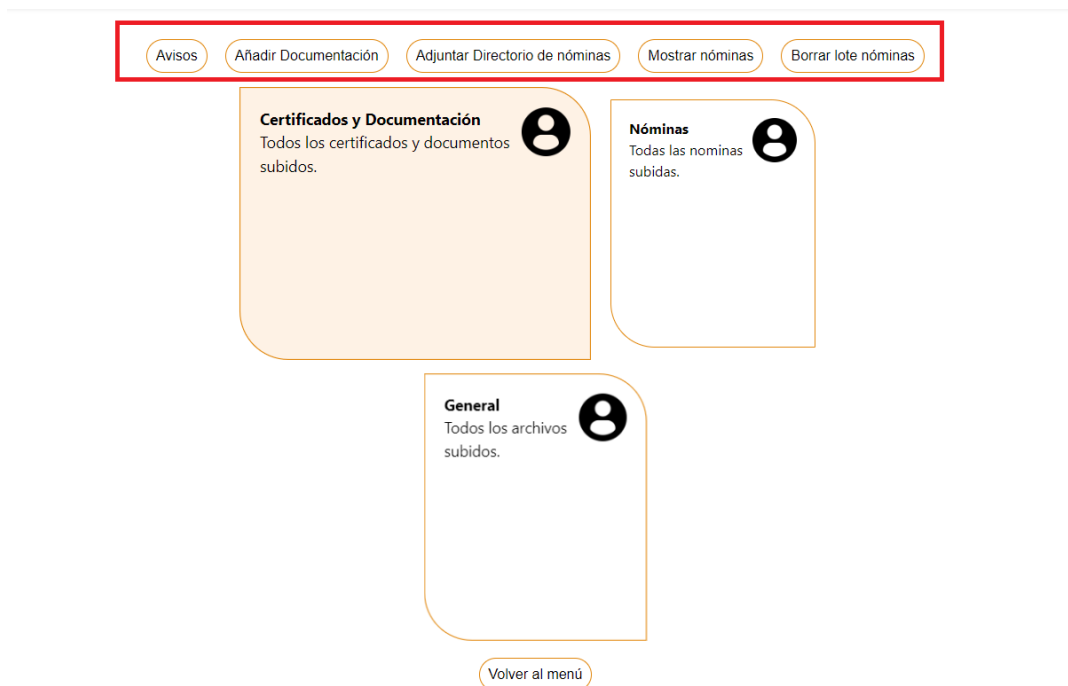 Avisos
Añadir Documentación
Adjuntar Directorio de nóminas
Mostrar nóminas
Borrar lote nóminas
Certificados y Documentación
Todos los certificados y documentos
subidos.
Nóminas
Todas las nominas
subidas.
General
Todos los archivos
subidos.
Volver al menú